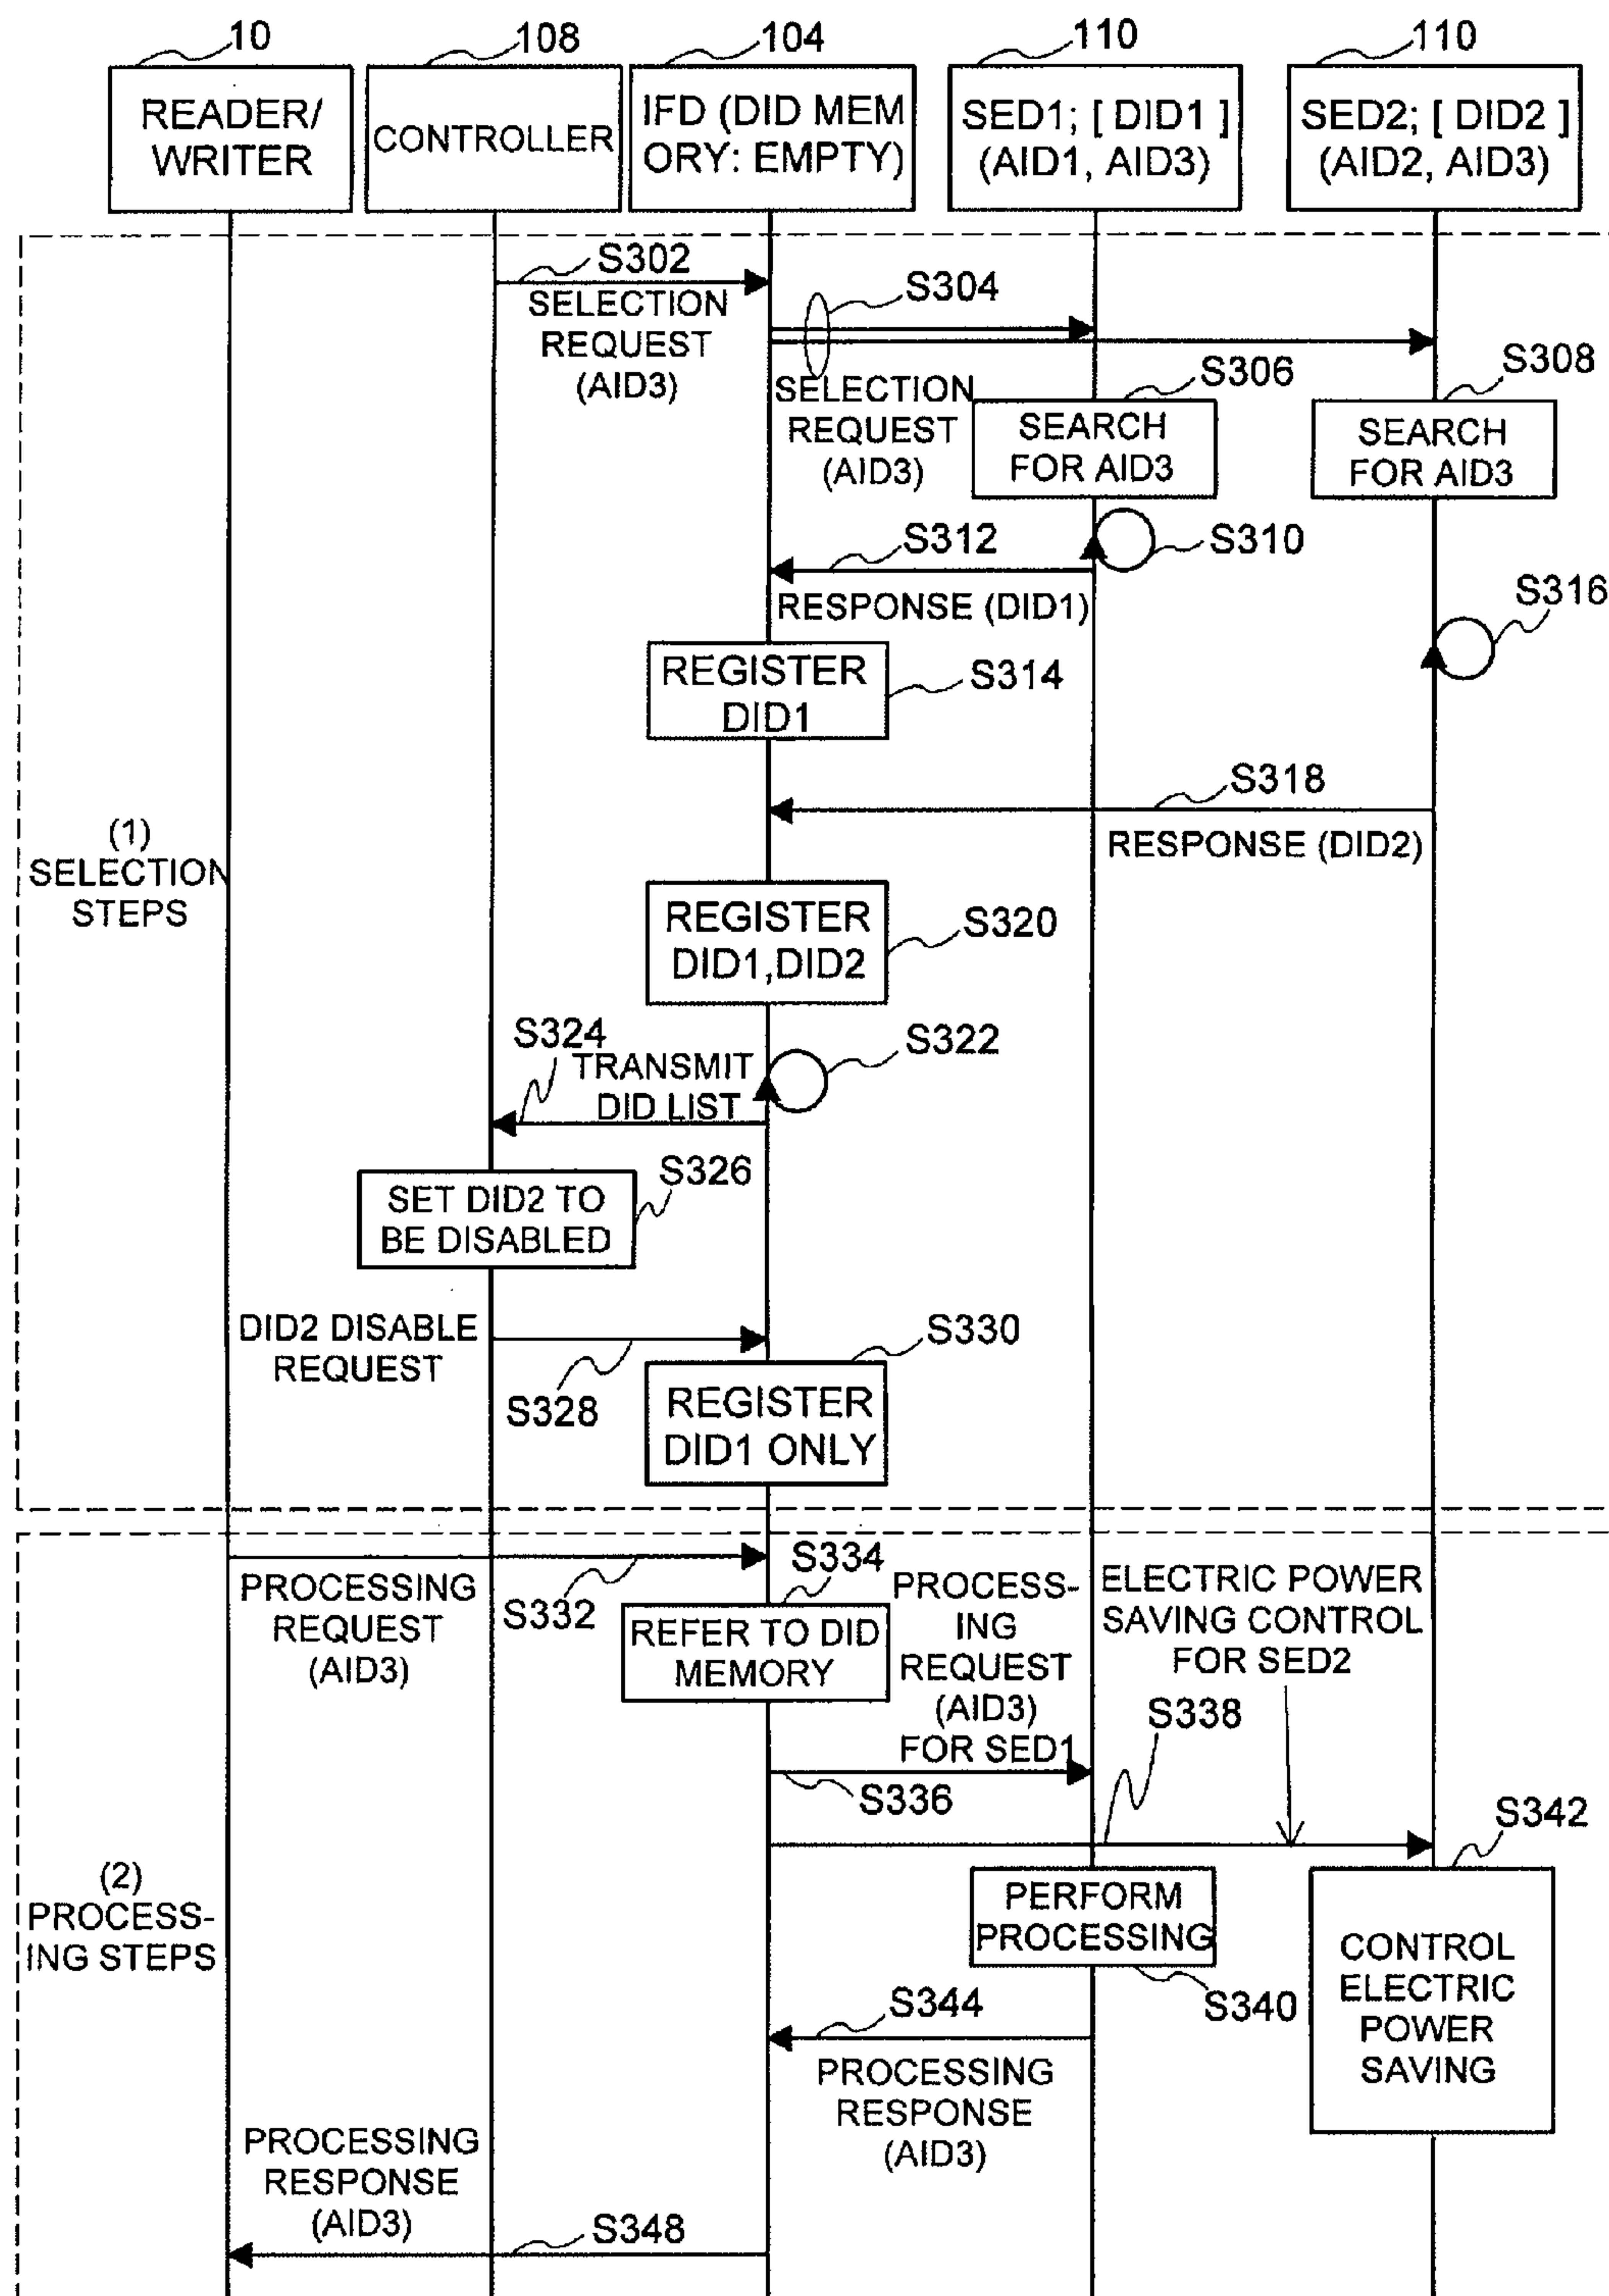 10
108
104
110
110
READER/
WRITER
CONTROLLER
IFD (DID MEM
ORY: EMPTY)
SED1; [ DID1 ]
(AID1, AID3)
SED2; [ DID2 ]
(AID2, AID3)
S302
SELECTION
REQUEST
(AID3)
S304
SELECTION
REQUEST
(AID3)
S306
SEARCH
FOR AID3
S308
SEARCH
FOR AID3
S310
S312
RESPONSE (DID1)
S316
REGISTER
DID1
S314
S318
RESPONSE (DID2)
(1)
SELECTION
STEPS
REGISTER
DID1,DID2
S320
S322
S324
TRANSMIT
DID LIST
S326
SET DID2 TO
BE DISABLED
DID2 DISABLE
REQUEST
S328
S330
REGISTER
DID1 ONLY
PROCESSING
REQUEST
(AID3)
S332
S334
REFER TO DID
MEMORY
PROCESS-
ING
REQUEST
(AID3)
FOR SED1
S336
ELECTRIC POWER
SAVING CONTROL
FOR SED2
S338
S342
(2)
PROCESS-
ING STEPS
PERFORM
PROCESSING
S340
CONTROL
ELECTRIC
POWER
SAVING
S344
PROCESSING
RESPONSE
(AID3)
PROCESSING
RESPONSE
(AID3)
S348